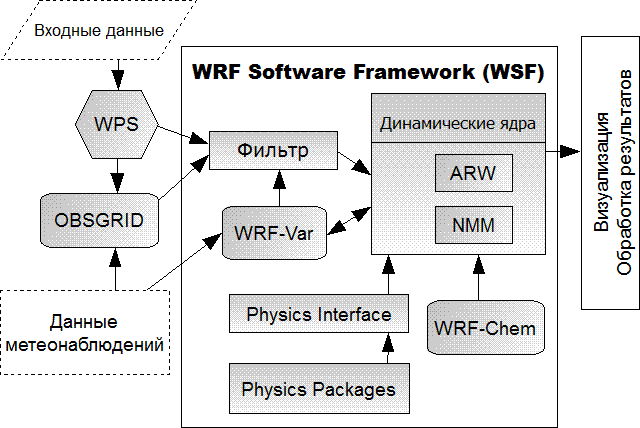 Входные данные
WRF Software Framework (WSF)
WPS
Динамические ядра
Фильтр
ARW
OBSGRID
WRF-Var
NMM
Визуализация
Обработка результатов
Данные
метеонаблюдений
Physics Interface
WRF-Chem
Physics Packages